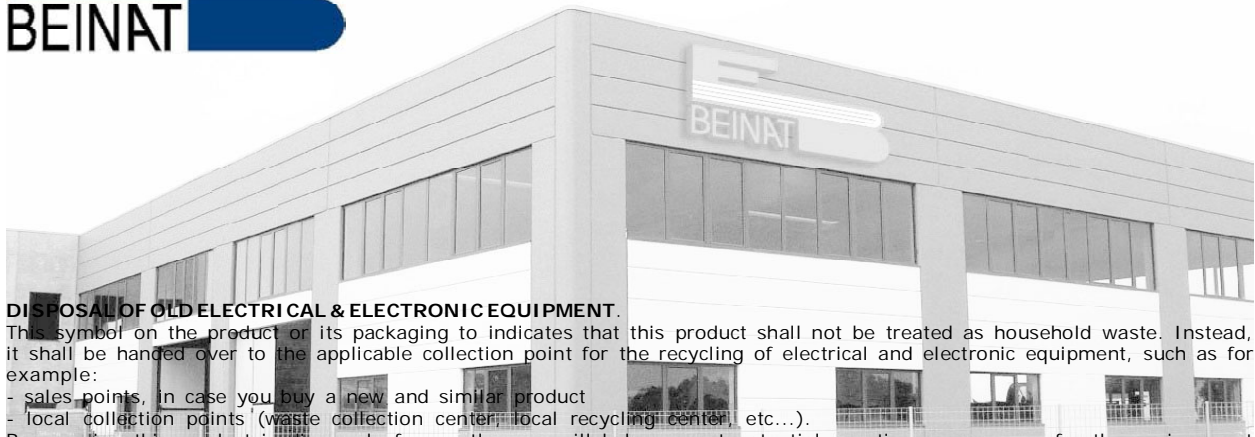 BEINAT
BEINAT
DISPOSAL OF OLD ELECTRICAL & ELECTRONIC EQUIPMENT.
This symbol on the product or its packaging to indicates that this product shall not be treated as household waste. Instead,
it shall be handed over to the applicable collection point for the recycling of electrical and electronic equipment, such as for
example:
- sales points, in case you buy a new and similar product
- local collection points (waste collection center, local recycling center, etc...).